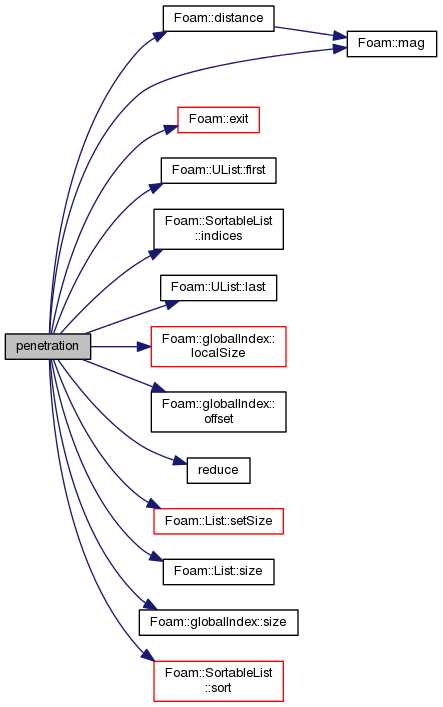 Foam::distance
Foam::mag
Foam::exit
Foam::UList::first
Foam::SortableList
::indices
Foam::UList::last
penetration
Foam::globalIndex::
localSize
Foam::globalIndex::
offset
reduce
Foam::List::setSize
Foam::List::size
Foam::globalIndex::size
Foam::SortableList
::sort